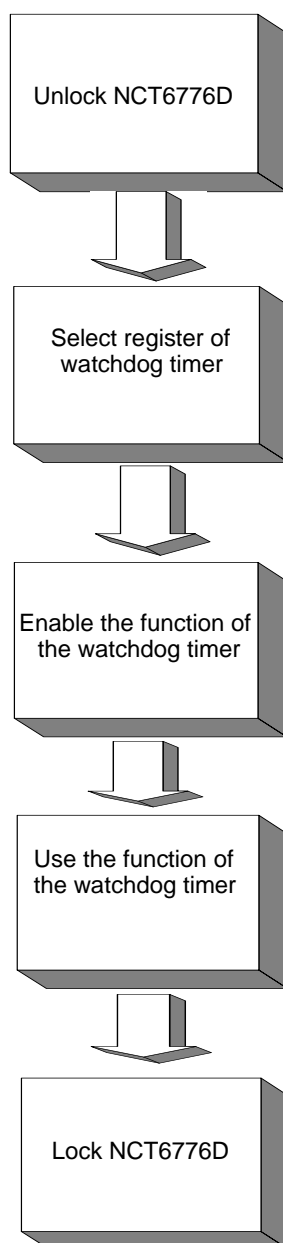 Unlock NCT6776D
Select register of
watchdog timer
Enable the function of
the watchdog timer
Use the function of
the watchdog timer
Lock NCT6776D